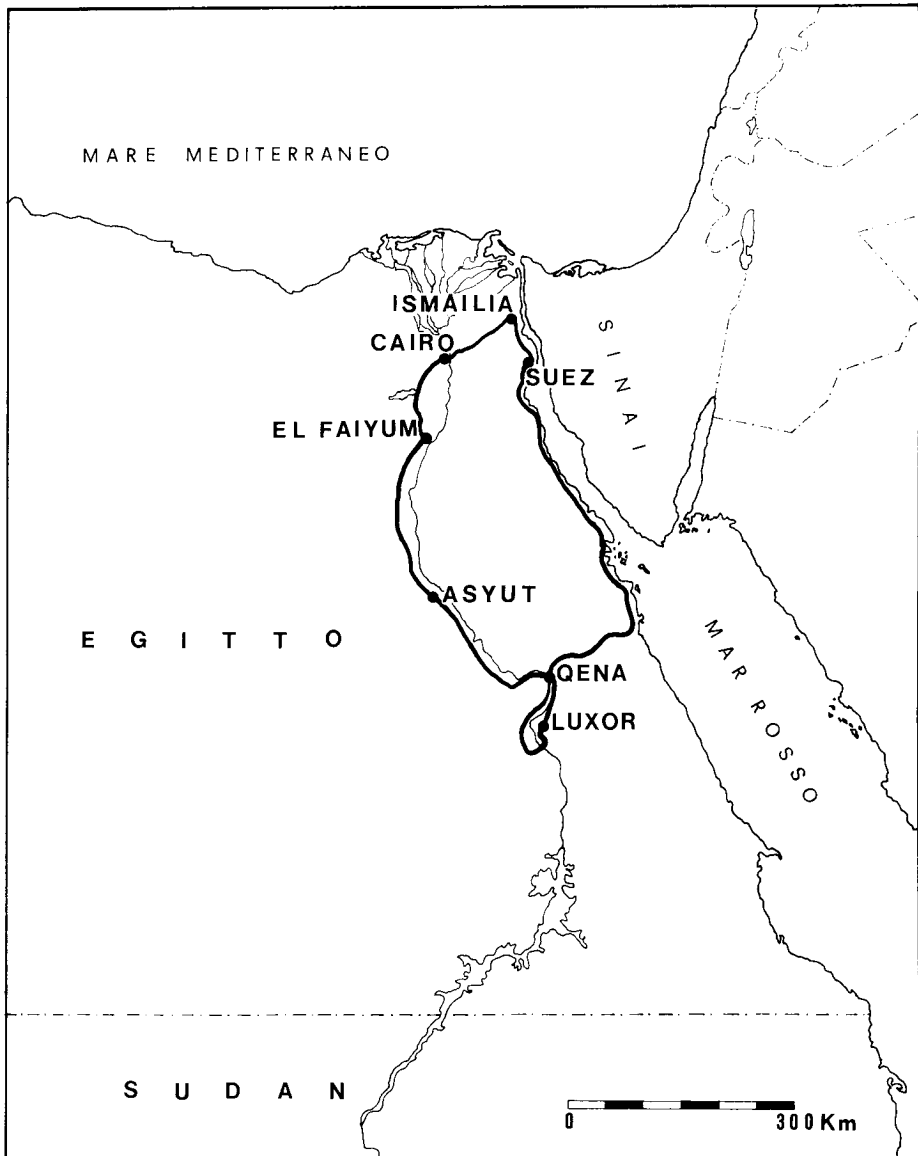 MARE MEDITERRANEO
ISMAILIA
CAIRO
SUEZ
SINAI
EL FAIYUM
ASYUT
EGITTO
MAR ROSSO
QENA
LUXOR
SUDAN
0 300 Km